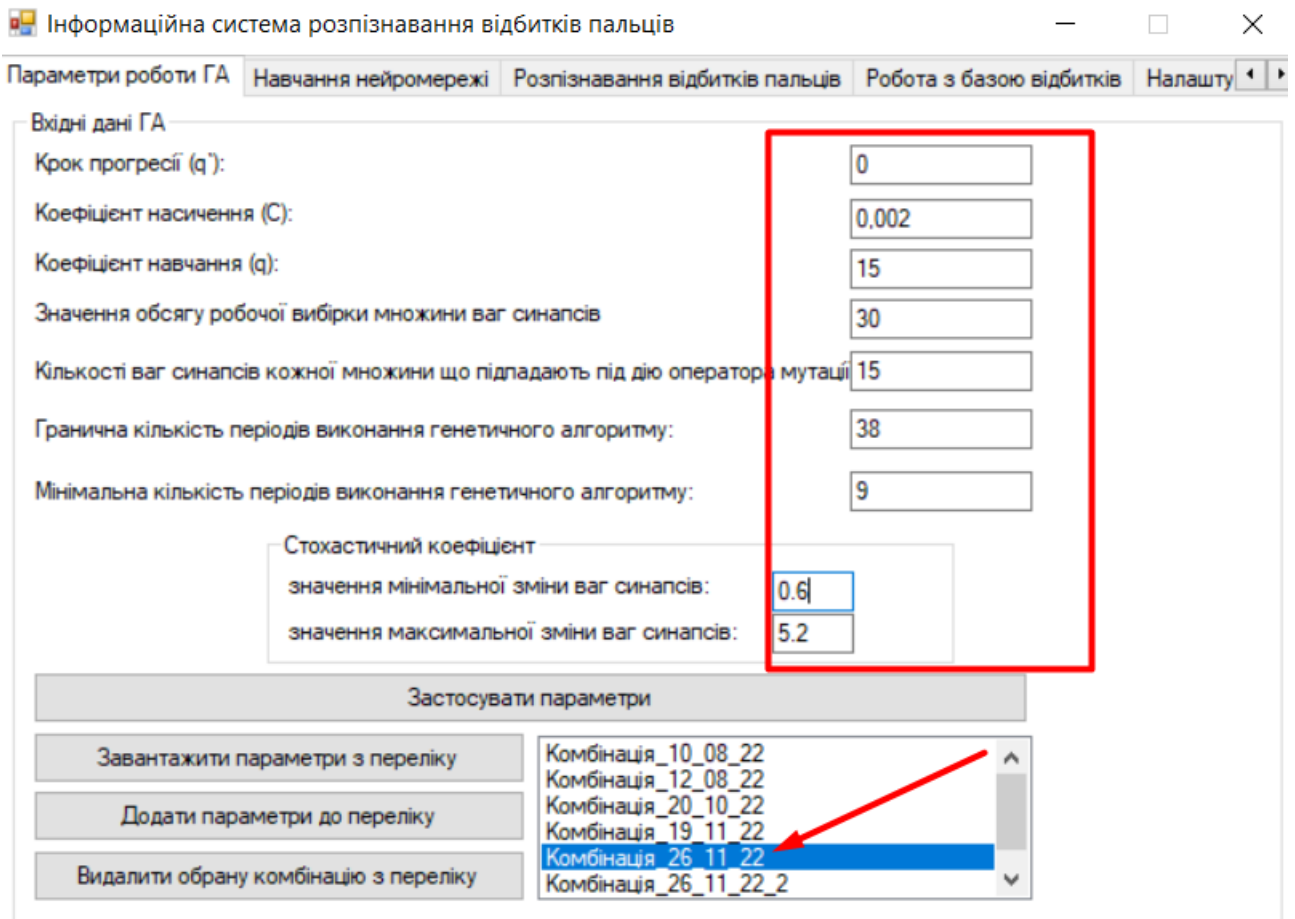 Інформаційна система розпізнавання відбитків пальців
Параметри роботи ГА Навчання нейромережі Розпізнавання відбитків пальців Робота з базою відбитків Налашту
Вхідні дані ГА
Крок прогресії (q`): 0
Коефіцієнт насичення (C): 0,002
Коефіцієнт навчання (q): 15
Значення обсягу робочої вибірки множини ваг синапсів 30
Кількості ваг синапсів кожної множини що підпадають під дію оператора мутації 15
Гранична кількість періодів виконання генетичного алгоритму: 38
Мінімальна кількість періодів виконання генетичного алгоритму: 9
Стохастичний коефіцієнт
значення мінімальної зміни ваг синапсів: 0.6
значення максимальної зміни ваг синапсів: 5.2
Застосувати параметри
Завантажити параметри з переліку
Додати параметри до переліку
Видалити обрану комбінацію з переліку
Комбінація_10_08_22
Комбінація_12_08_22
Комбінація_20_10_22
Комбінація_19_11_22
Комбінація_26_11_22
Комбінація_26_11_22_2